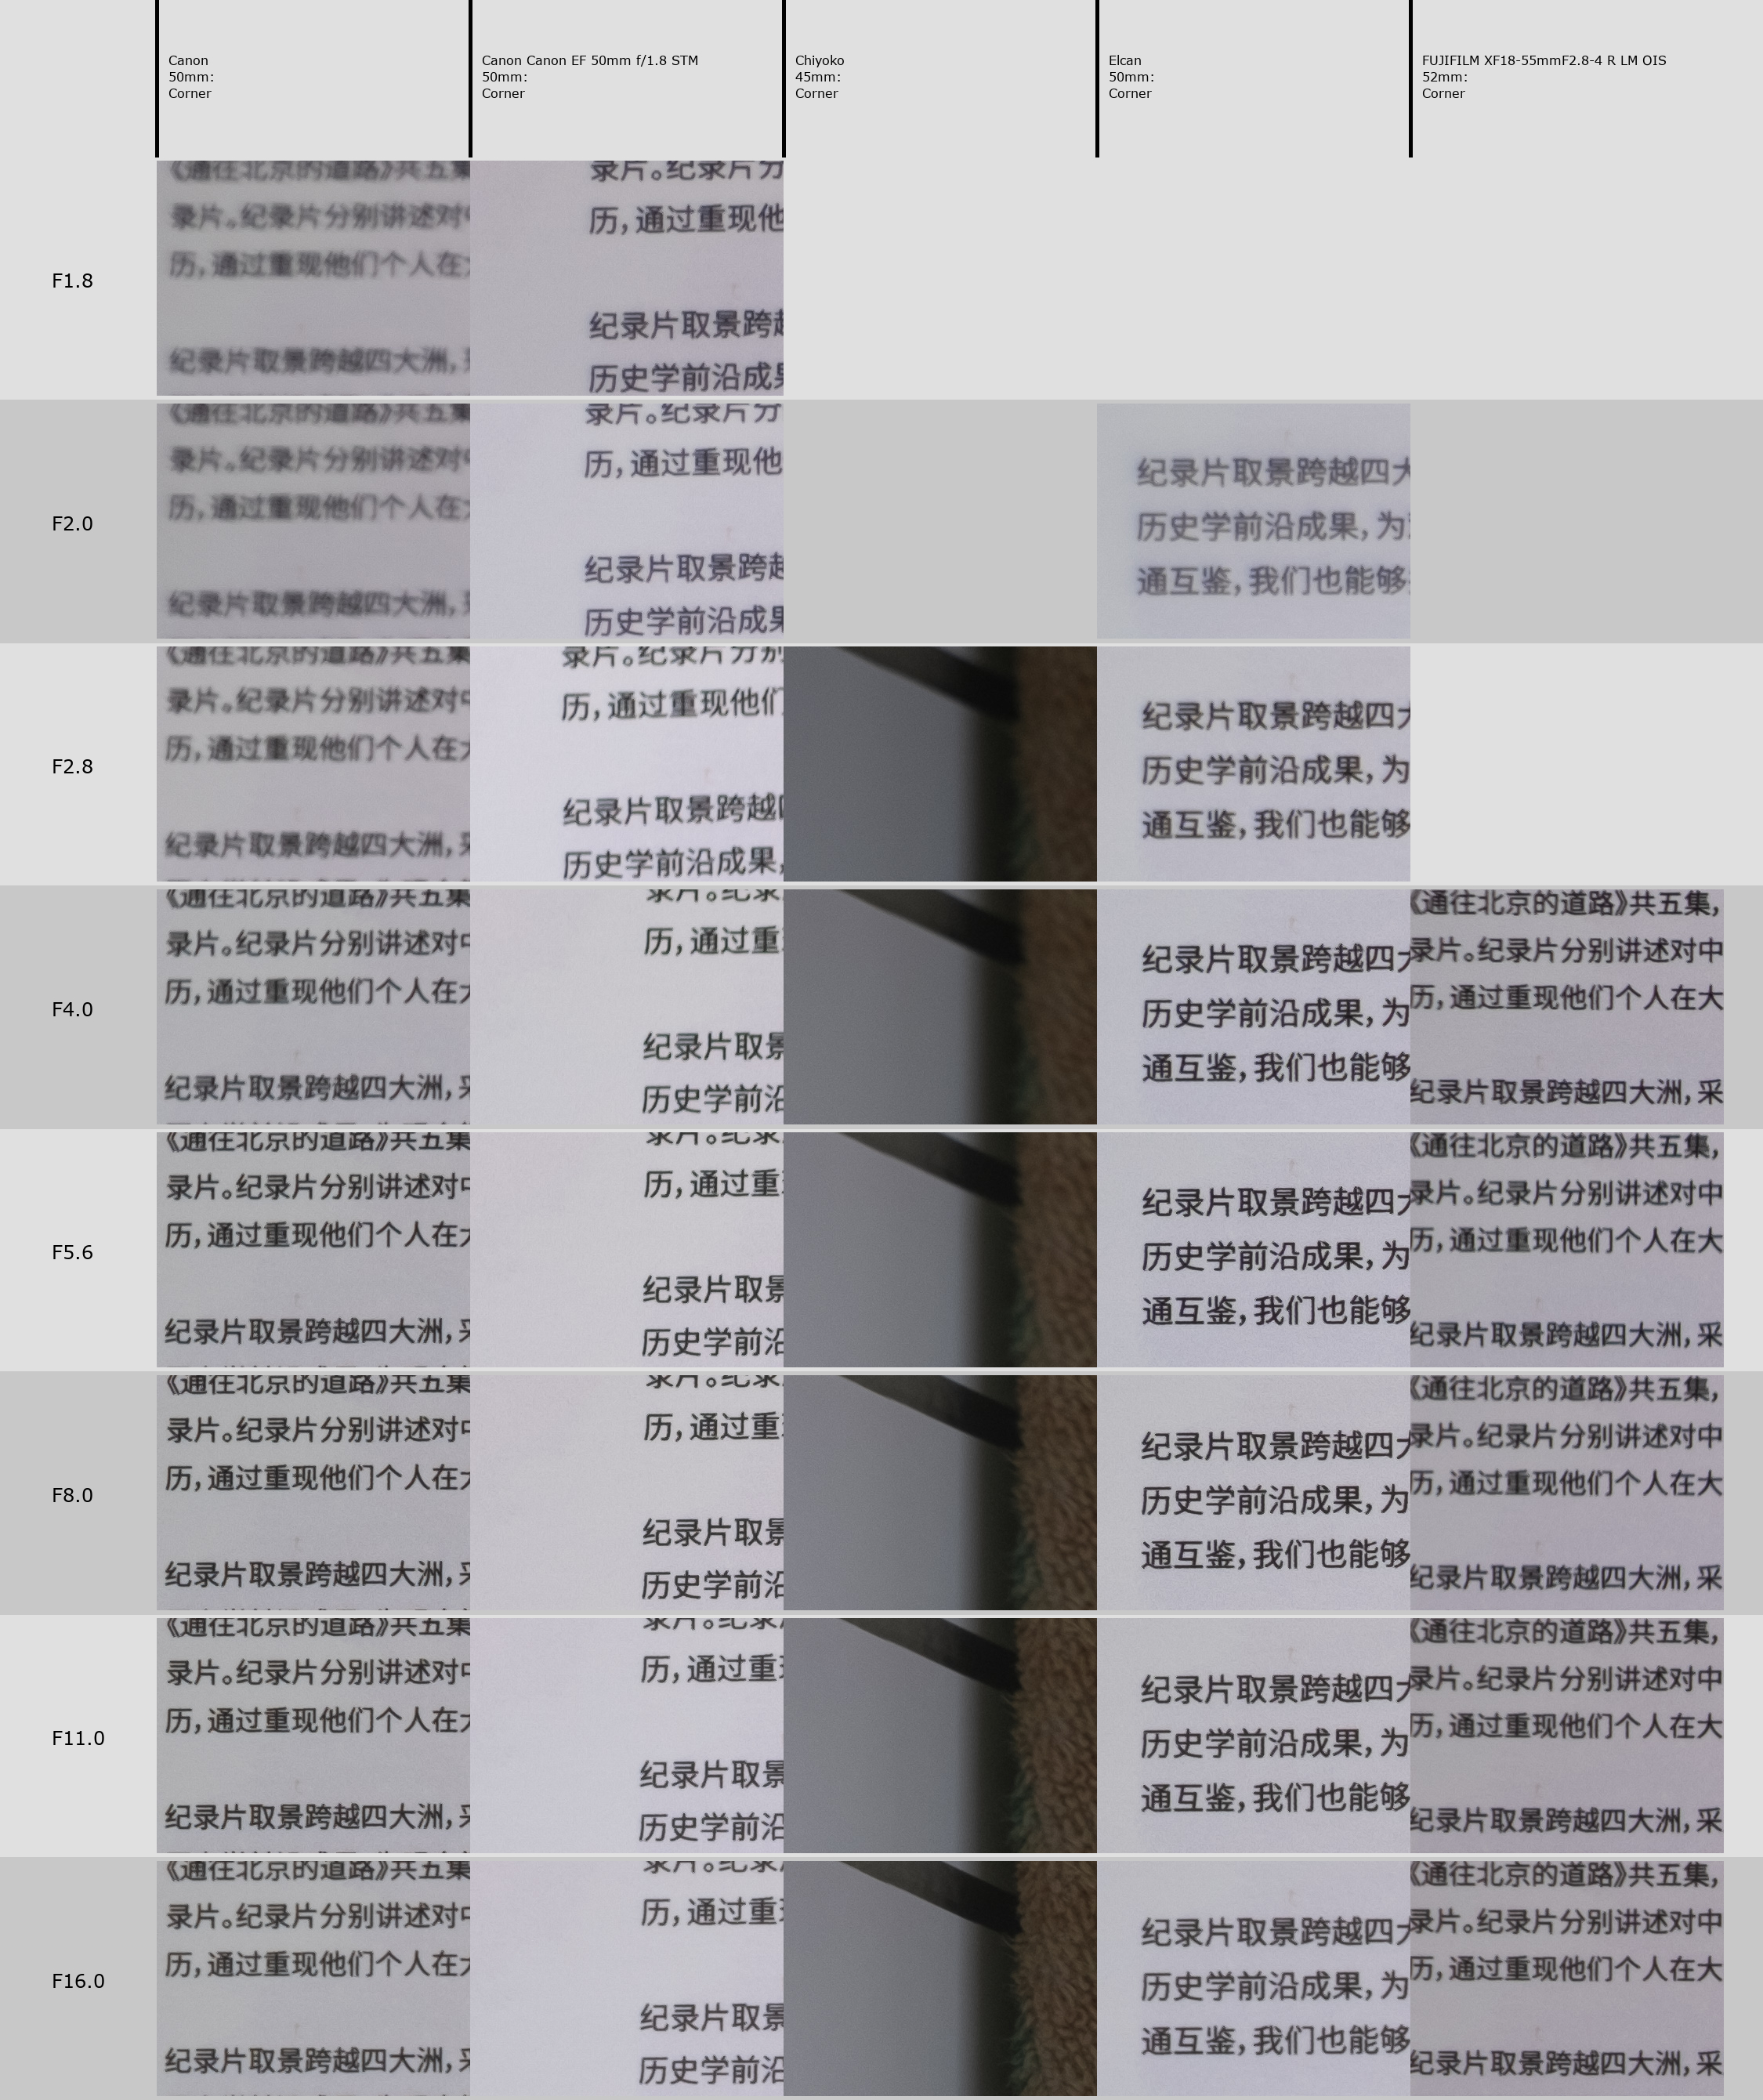 Canon
50mm:
Corner
Canon Canon EF 50mm f/1.8 STM
50mm:
Corner
Chiyoko
45mm:
Corner
Elcan
50mm:
Corner
FUJIFILM XF18-55mmF2.8-4 R LM OIS
52mm:
Corner
F1.8
《通往北京的道路》共五集
录片。纪录片分别讲述对
历，通过重现他们个人在
纪录片取景跨越四大洲，
录片。纪录片分
历，通过重现他
纪录片取景跨越
历史学前沿成果
F2.0
《通往北京的道路》共五集
录片。纪录片分别讲述对
历，通过重现他们个人在
纪录片取景跨越四大洲，
录片。纪录片分
历，通过重现他
纪录片取景跨越
历史学前沿成果
纪录片取景跨越四大
历史学前沿成果，为
通互鉴，我们也能够
F2.8
《通往北京的道路》共五集
录片。纪录片分别讲述对中
历，通过重现他们个人在大
纪录片取景跨越四大洲，采
录片。纪录片分别
历，通过重现他们
纪录片取景跨越
历史学前沿成果，
纪录片取景跨越四大
历史学前沿成果，为
通互鉴，我们也能够
F4.0
《通往北京的道路》共五集
录片。纪录片分别讲述对中
历，通过重现他们个人在大
纪录片取景跨越四大洲，采
录片。纪录
历，通过重
纪录片取景
历史学前沿
纪录片取景跨越四大
历史学前沿成果，为
通互鉴，我们也能够
《通往北京的道路》共五集，
录片。纪录片分别讲述对中
历，通过重现他们个人在大
纪录片取景跨越四大洲，采
F5.6
《通往北京的道路》共五集
录片。纪录片分别讲述对中
历，通过重现他们个人在大
纪录片取景跨越四大洲，采
录片。纪录
历，通过重
纪录片取景
历史学前沿
纪录片取景跨越四大
历史学前沿成果，为
通互鉴，我们也能够
《通往北京的道路》共五集，
录片。纪录片分别讲述对中
历，通过重现他们个人在大
纪录片取景跨越四大洲，采
F8.0
《通往北京的道路》共五集
录片。纪录片分别讲述对中
历，通过重现他们个人在大
纪录片取景跨越四大洲，采
录片。纪录
历，通过重
纪录片取景
历史学前沿
纪录片取景跨越四大
历史学前沿成果，为
通互鉴，我们也能够
《通往北京的道路》共五集，
录片。纪录片分别讲述对中
历，通过重现他们个人在大
纪录片取景跨越四大洲，采
F11.0
《通往北京的道路》共五集
录片。纪录片分别讲述对中
历，通过重现他们个人在大
纪录片取景跨越四大洲，采
录片。纪录
历，通过重
纪录片取景
历史学前沿
纪录片取景跨越四大
历史学前沿成果，为
通互鉴，我们也能够
《通往北京的道路》共五集，
录片。纪录片分别讲述对中
历，通过重现他们个人在大
纪录片取景跨越四大洲，采
F16.0
《通往北京的道路》共五集
录片。纪录片分别讲述对中
历，通过重现他们个人在大
纪录片取景跨越四大洲，采
录片。纪录
历，通过重
纪录片取景
历史学前沿
纪录片取景跨越四大
历史学前沿成果，为
通互鉴，我们也能够
《通往北京的道路》共五集，
录片。纪录片分别讲述对中
历，通过重现他们个人在大
纪录片取景跨越四大洲，采